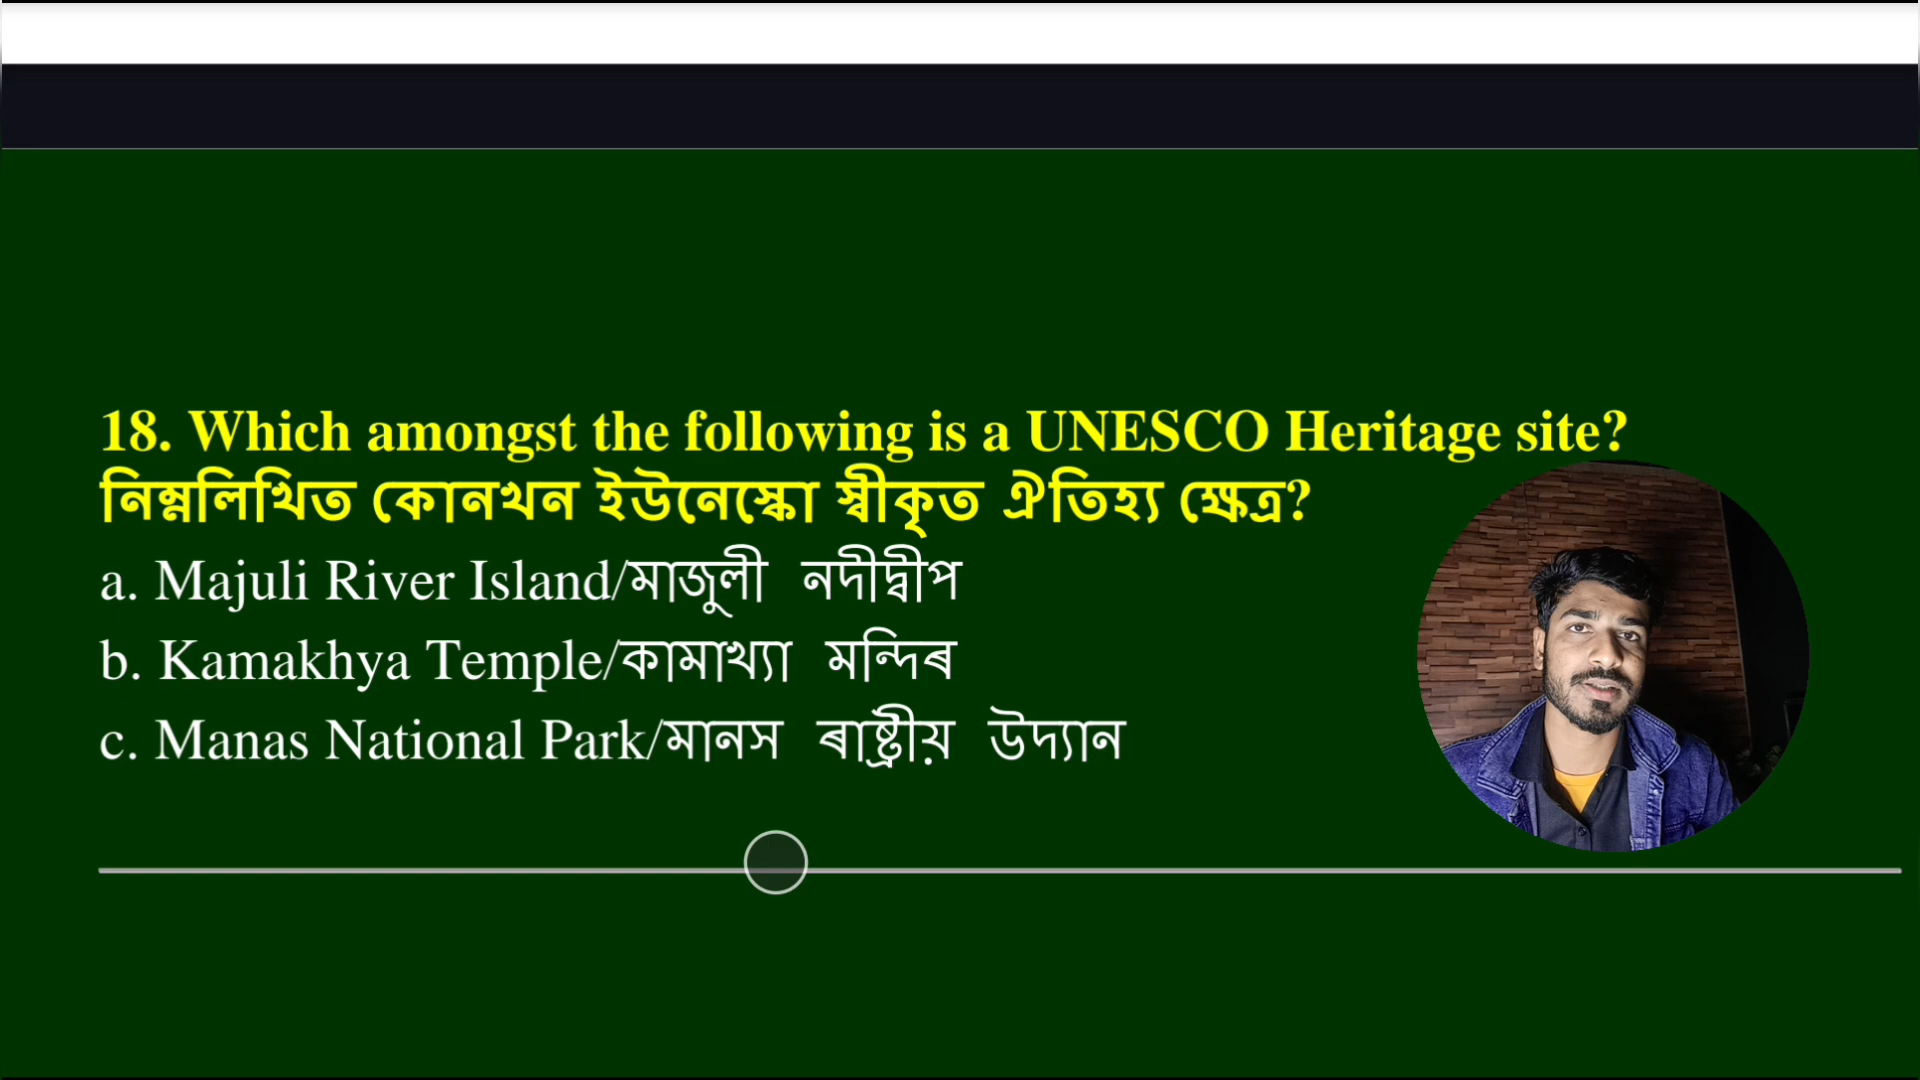 18. Which amongst the following is a UNESCO Heritage site?
নিম্নলিখিত কোনখন ইউনেস্কো স্বীকৃত ঐতিহ্য ক্ষেত্ৰ?
a. Majuli River Island/মাজুলী নদীদ্বীপ
b. Kamakhya Temple/কামাখ্যা মন্দিৰ
c. Manas National Park/মানস ৰাষ্ট্ৰীয় উদ্যান